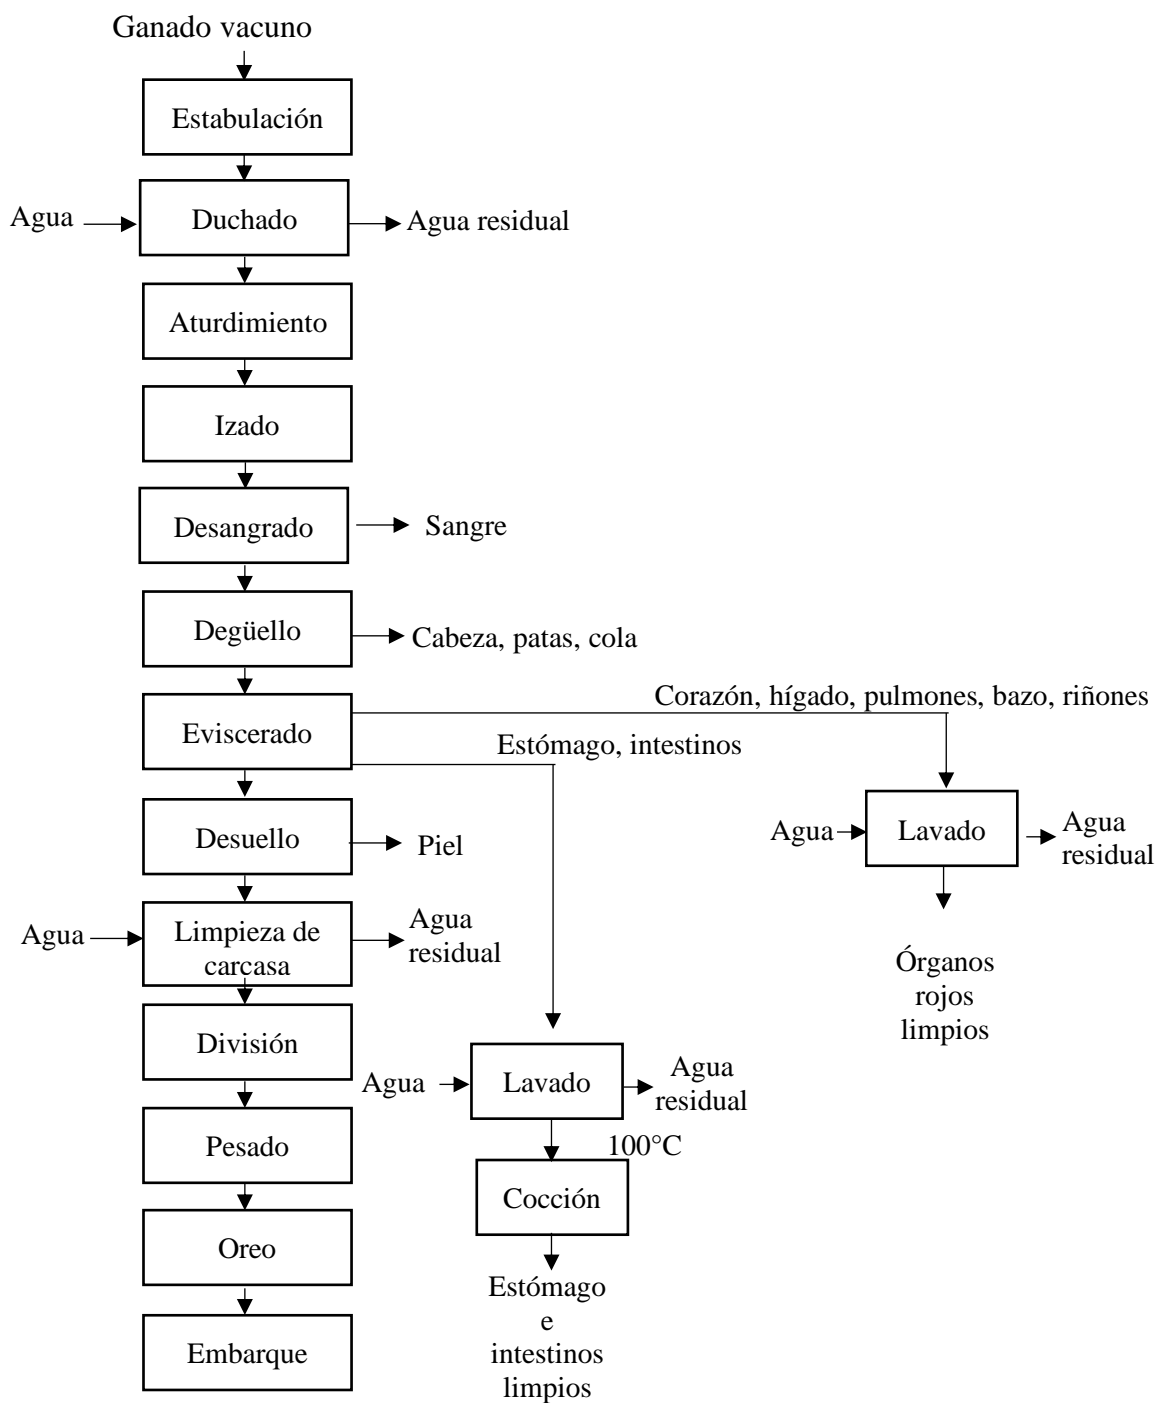 Ganado vacuno
Estabulación
Agua
Duchado
Agua residual
Aturdimiento
Izado
Desangrado
Sangre
Degüello
Cabeza, patas, cola
Eviscerado
Corazón, hígado, pulmones, bazo, riñones
Estómago, intestinos
Desuello
Piel
Agua
Lavado
Agua
residual
Órganos
rojos
limpios
Agua
Limpieza de
carcasa
Agua
residual
División
Agua
Lavado
Agua
residual
100°C
Pesado
Cocción
Oreo
Estómago
e
intestinos
limpios
Embarque